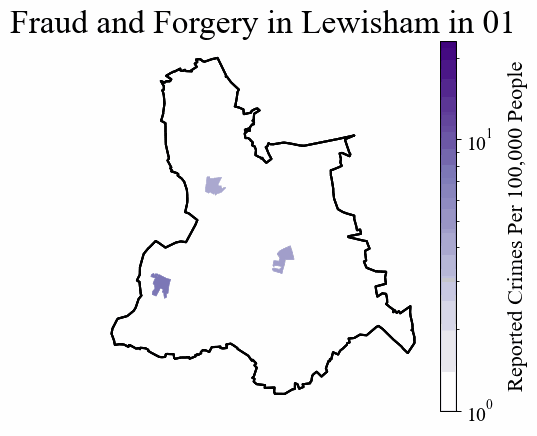 Fraud and Forgery in Lewisham in 01
10¹
10⁰
Reported Crimes Per 100,000 People